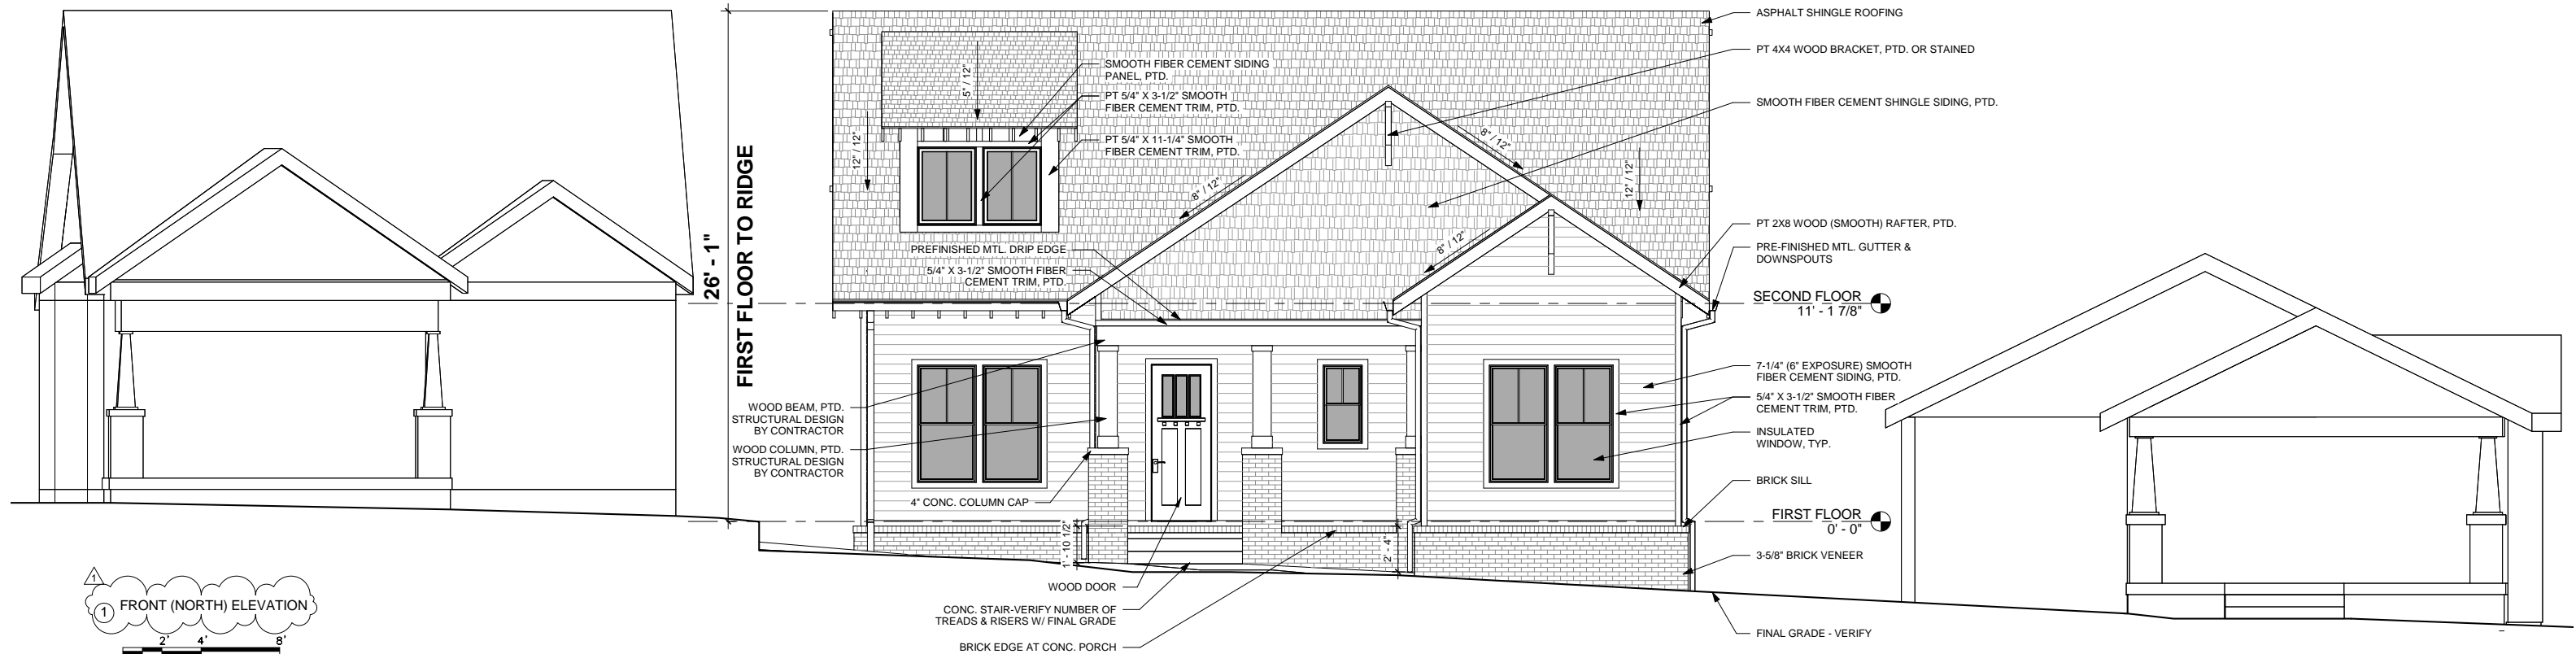 26' - 1"
FIRST FLOOR TO RIDGE
5" / 12"
12" / 12"
8" / 12"
8" / 12"
8" / 12"
12" / 12"
SMOOTH FIBER CEMENT SIDING
PANEL, PTD.
PT 5/4" X 3-1/2" SMOOTH
FIBER CEMENT TRIM, PTD.
PT 5/4" X 11-1/4" SMOOTH
FIBER CEMENT TRIM, PTD.
PREFINISHED MTL. DRIP EDGE
5/4" X 3-1/2" SMOOTH FIBER
CEMENT TRIM, PTD.
WOOD BEAM, PTD.
STRUCTURAL DESIGN
BY CONTRACTOR
WOOD COLUMN, PTD.
STRUCTURAL DESIGN
BY CONTRACTOR
4" CONC. COLUMN CAP
1' - 10 1/2"
2' - 4"
WOOD DOOR
CONC. STAIR-VERIFY NUMBER OF
TREADS & RISERS W/ FINAL GRADE
BRICK EDGE AT CONC. PORCH
ASPHALT SHINGLE ROOFING
PT 4X4 WOOD BRACKET, PTD. OR STAINED
SMOOTH FIBER CEMENT SHINGLE SIDING, PTD.
PT 2X8 WOOD (SMOOTH) RAFTER, PTD.
PRE-FINISHED MTL. GUTTER &
DOWNSPOUTS
SECOND FLOOR
11' - 1 7/8"
7-1/4" (6" EXPOSURE) SMOOTH
FIBER CEMENT SIDING, PTD.
5/4" X 3-1/2" SMOOTH FIBER
CEMENT TRIM, PTD.
INSULATED
WINDOW, TYP.
BRICK SILL
FIRST FLOOR
0' - 0"
3-5/8" BRICK VENEER
FINAL GRADE - VERIFY
1
1 FRONT (NORTH) ELEVATION
2' 4' 8'